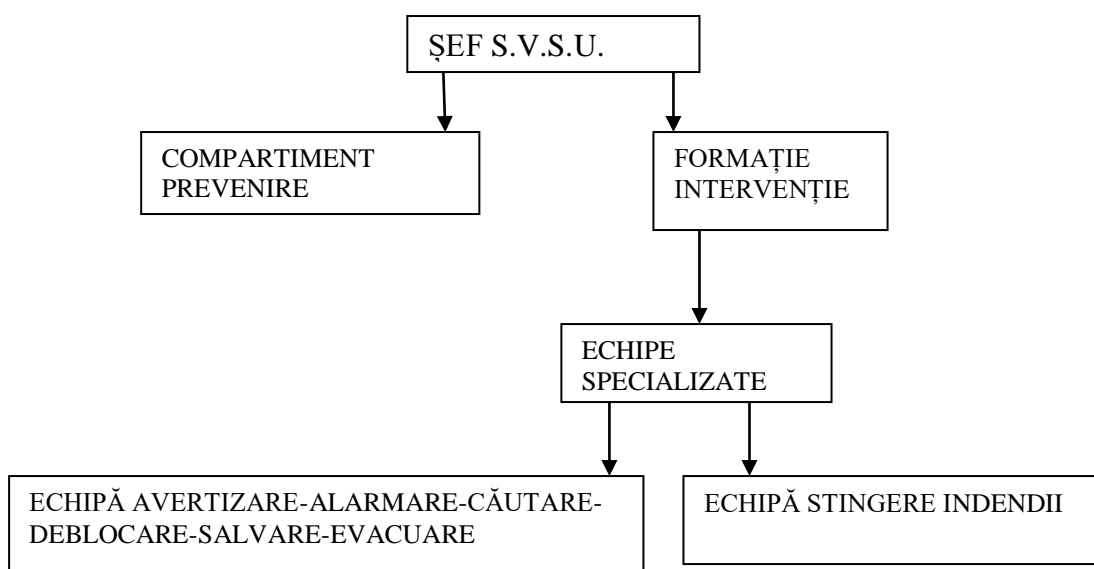 ȘEF S.V.S.U.
COMPARTIMENT
PREVENIRE
FORMAȚIE
INTERVENȚIE
ECHIPE
SPECIALIZATE
ECHIPĂ AVERTIZARE-ALARMARE-CĂUTARE-
DEBLOCARE-SALVARE-EVACUARE
ECHIPĂ STINGERE INDENDII